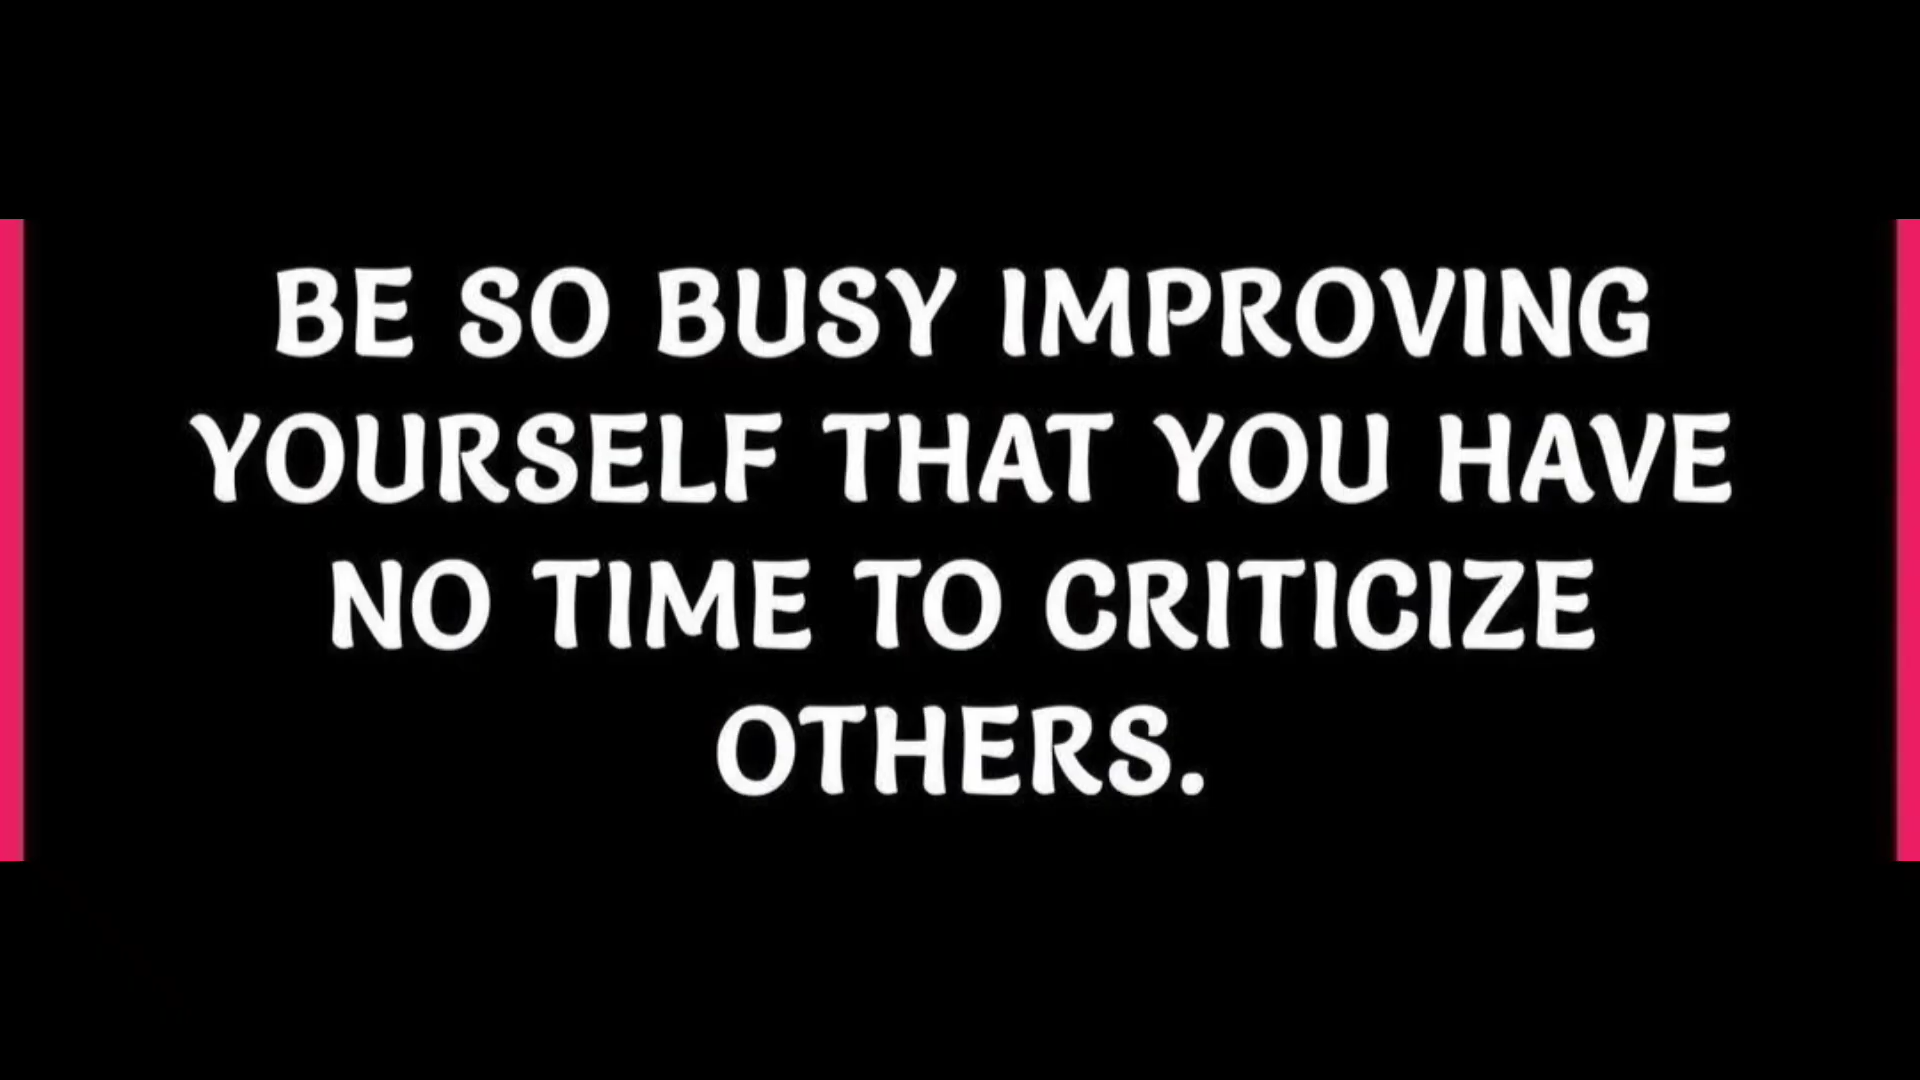 BE SO BUSY IMPROVING
YOURSELF THAT YOU HAVE
NO TIME TO CRITICIZE
OTHERS.